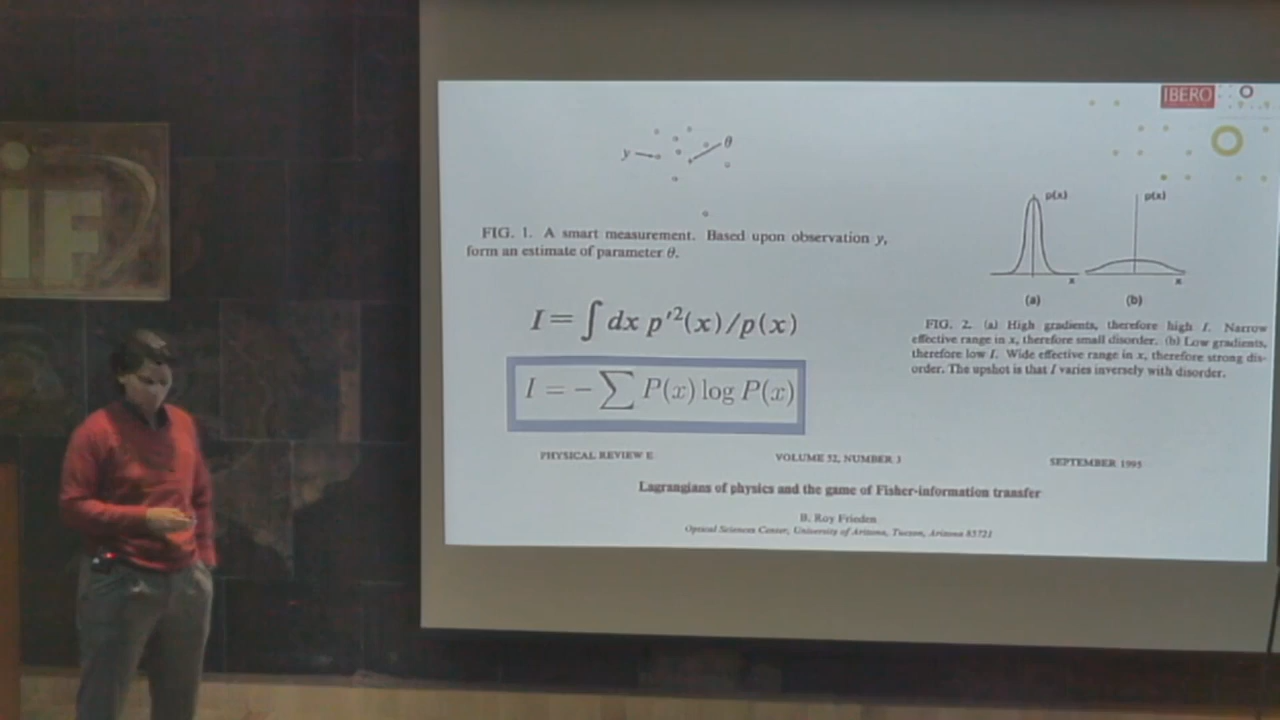 IBERO
iF
y
θ
FIG. 1. A smart measurement. Based upon observation y,
form an estimate of parameter θ.
I = ∫ dx p'²(x)/p(x)
I = − ∑ P(x) log P(x)
p(x)
p(x)
x
x
(a)
(b)
FIG. 2. (a) High gradients, therefore high I. Narrow
effective range in x, therefore small disorder. (b) Low gradients,
therefore low I. Wide effective range in x, therefore strong dis-
order. The upshot is that I varies inversely with disorder.
PHYSICAL REVIEW E
VOLUME 52, NUMBER 3
SEPTEMBER 1995
Lagrangians of physics and the game of Fisher-information transfer
B. Roy Frieden
Optical Sciences Center, University of Arizona, Tucson, Arizona 85721